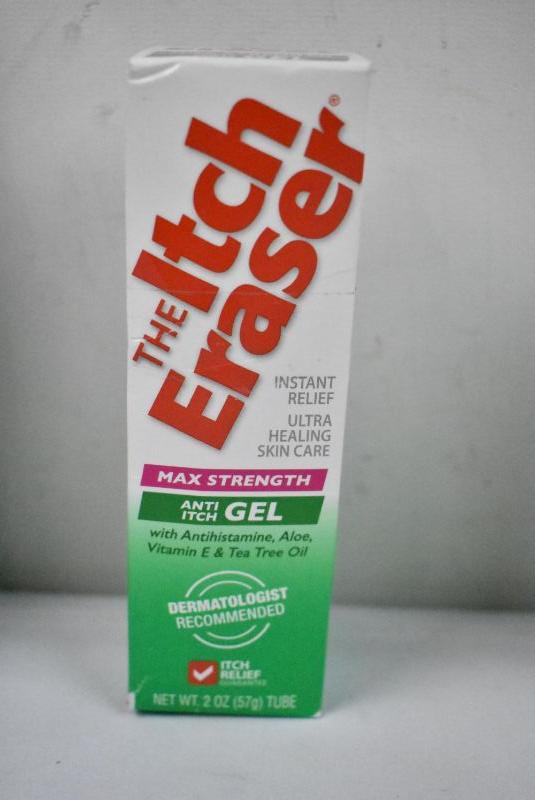 THE Itch
Eraser®
INSTANT
RELIEF
ULTRA
HEALING
SKIN CARE
MAX STRENGTH
ANTI
ITCH GEL
with Antihistamine, Aloe,
Vitamin E & Tea Tree Oil
DERMATOLOGIST
RECOMMENDED
ITCH
RELIEF
GUARANTEE
NET WT. 2 OZ (57g) TUBE